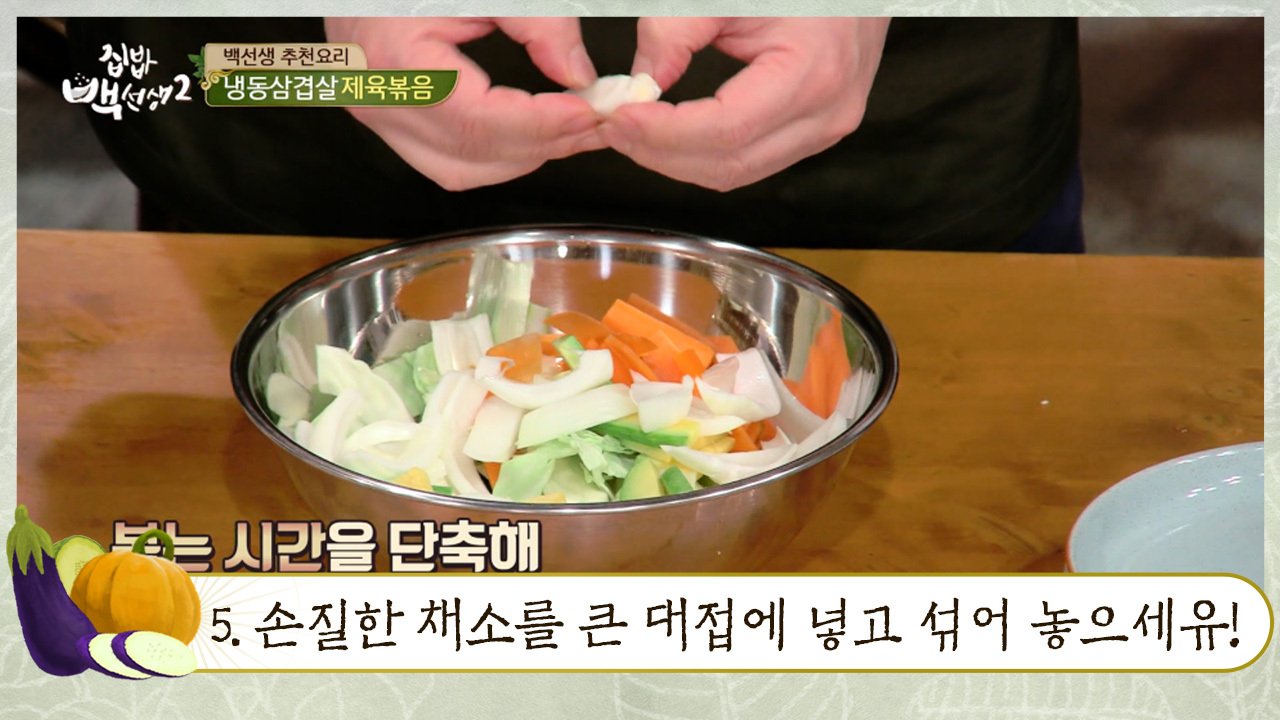 집밥
백선생2
백선생 추천요리
냉동삼겹살 제육볶음
볶는 시간을 단축해
5. 손질한 채소를 큰 대접에 넣고 섞어 놓으세유!